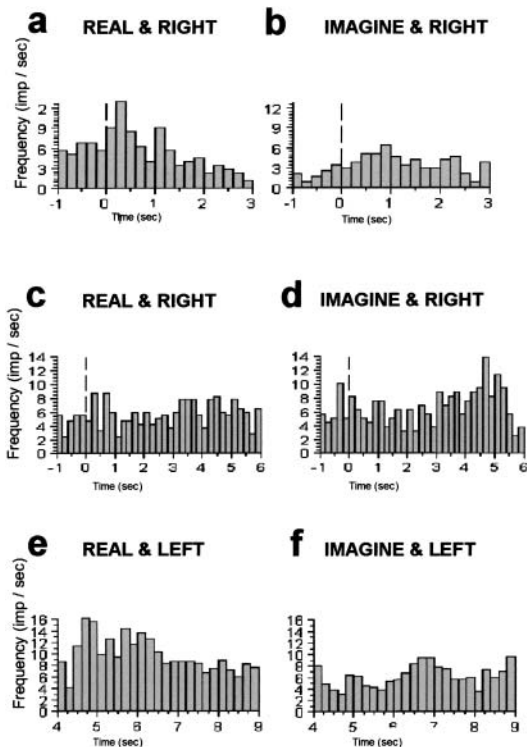 a REAL & RIGHT
b IMAGINE & RIGHT
Frequency (imp / sec)
2
9
6
3
0
-1 0 1 2 3
Time (sec)
12
9
6
3
0
-1 0 1 2 3
Time (sec)
c REAL & RIGHT
d IMAGINE & RIGHT
Frequency (imp / sec)
14
12
10
8
6
4
2
0
-1 0 1 2 3 4 5 6
Time (sec)
14
12
10
8
6
4
2
0
-1 0 1 2 3 4 5 6
Time (sec)
e REAL & LEFT
f IMAGINE & LEFT
Frequency (imp / sec)
16
14
12
10
8
6
4
2
0
4 5 6 7 8 9
Time (sec)
16
14
12
10
8
6
4
2
0
4 5 6 7 8 9
Time (sec)